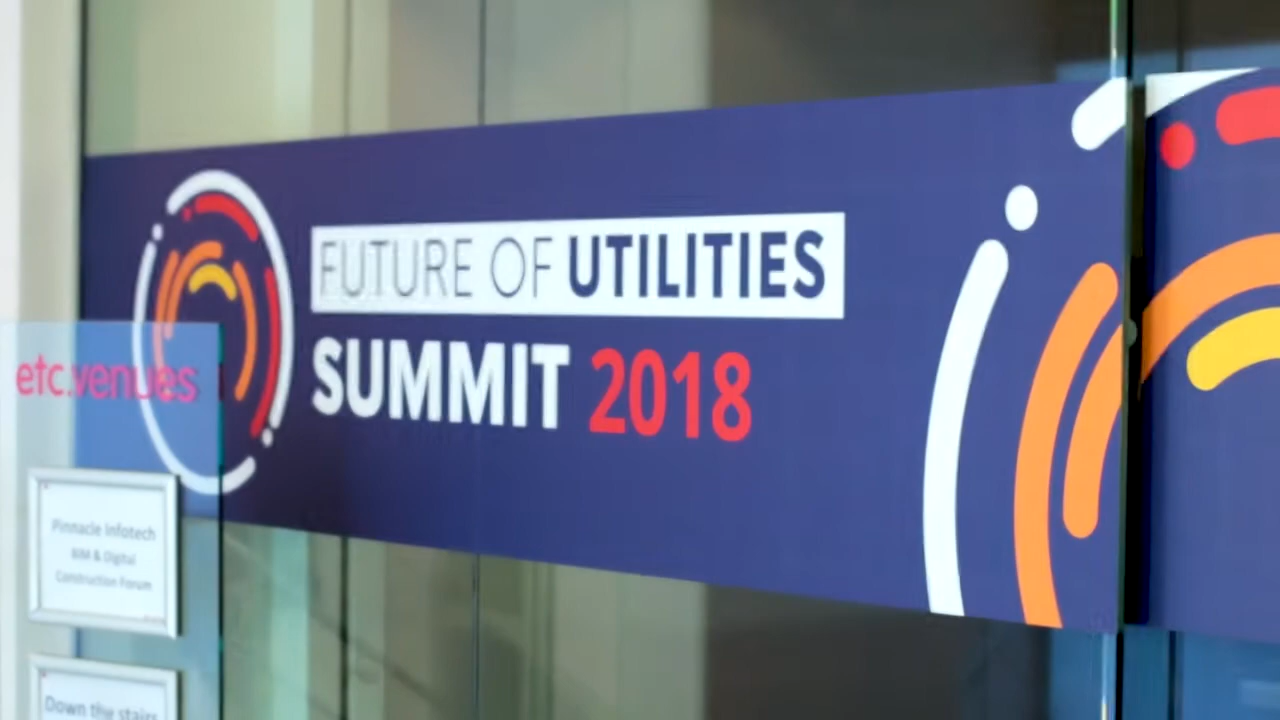 FUTURE OF UTILITIES
SUMMIT 2018
etc.venues
Pinnacle Infotech
BIM & Digital
Construction Forum
Down the stairs